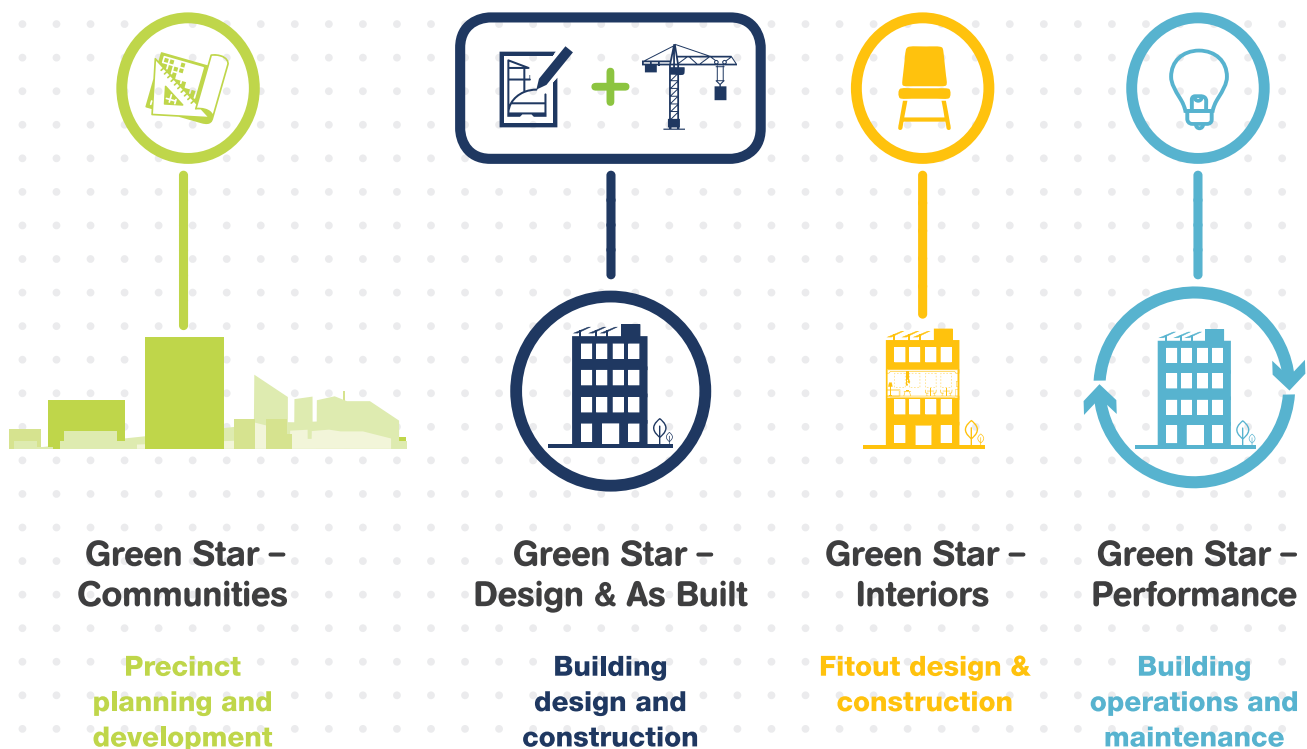 Green Star –
Communities
Precinct
planning and
development
Green Star –
Design & As Built
Building
design and
construction
Green Star –
Interiors
Fitout design &
construction
Green Star –
Performance
Building
operations and
maintenance